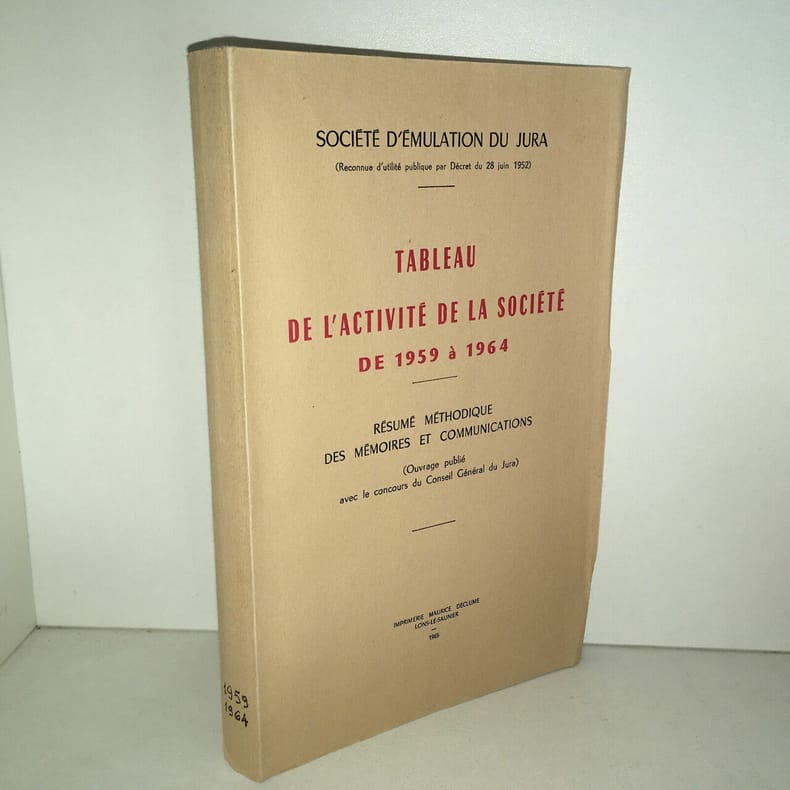 SOCIÉTÉ D'ÉMULATION DU JURA
(Reconnue d'utilité publique par Décret du 28 juin 1952)
TABLEAU
DE L'ACTIVITÉ DE LA SOCIÉTÉ
DE 1959 à 1964
RÉSUMÉ MÉTHODIQUE
DES MÉMOIRES ET COMMUNICATIONS
(Ouvrage publié
avec le concours du Conseil Général du Jura)
IMPRIMERIE MAURICE DECLUME
LONS-LE-SAUNIER
1965
1959
1964